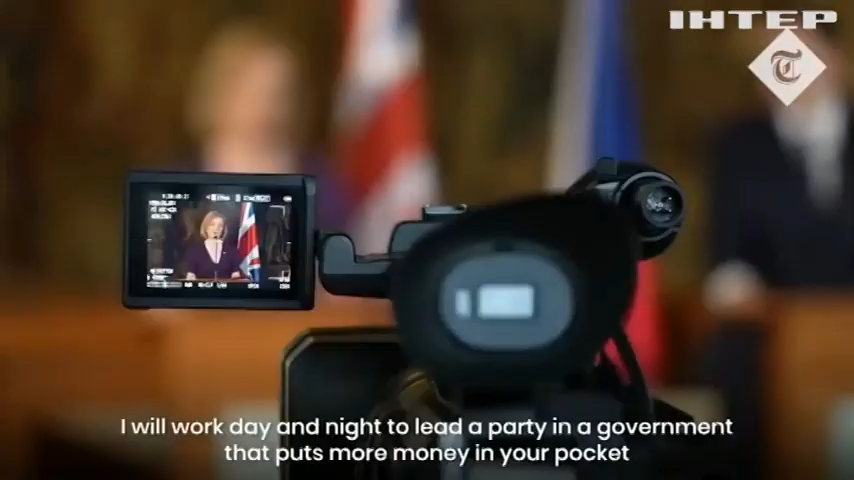 ІНТЕР
T
I will work day and night to lead a party in a government
that puts more money in your pocket